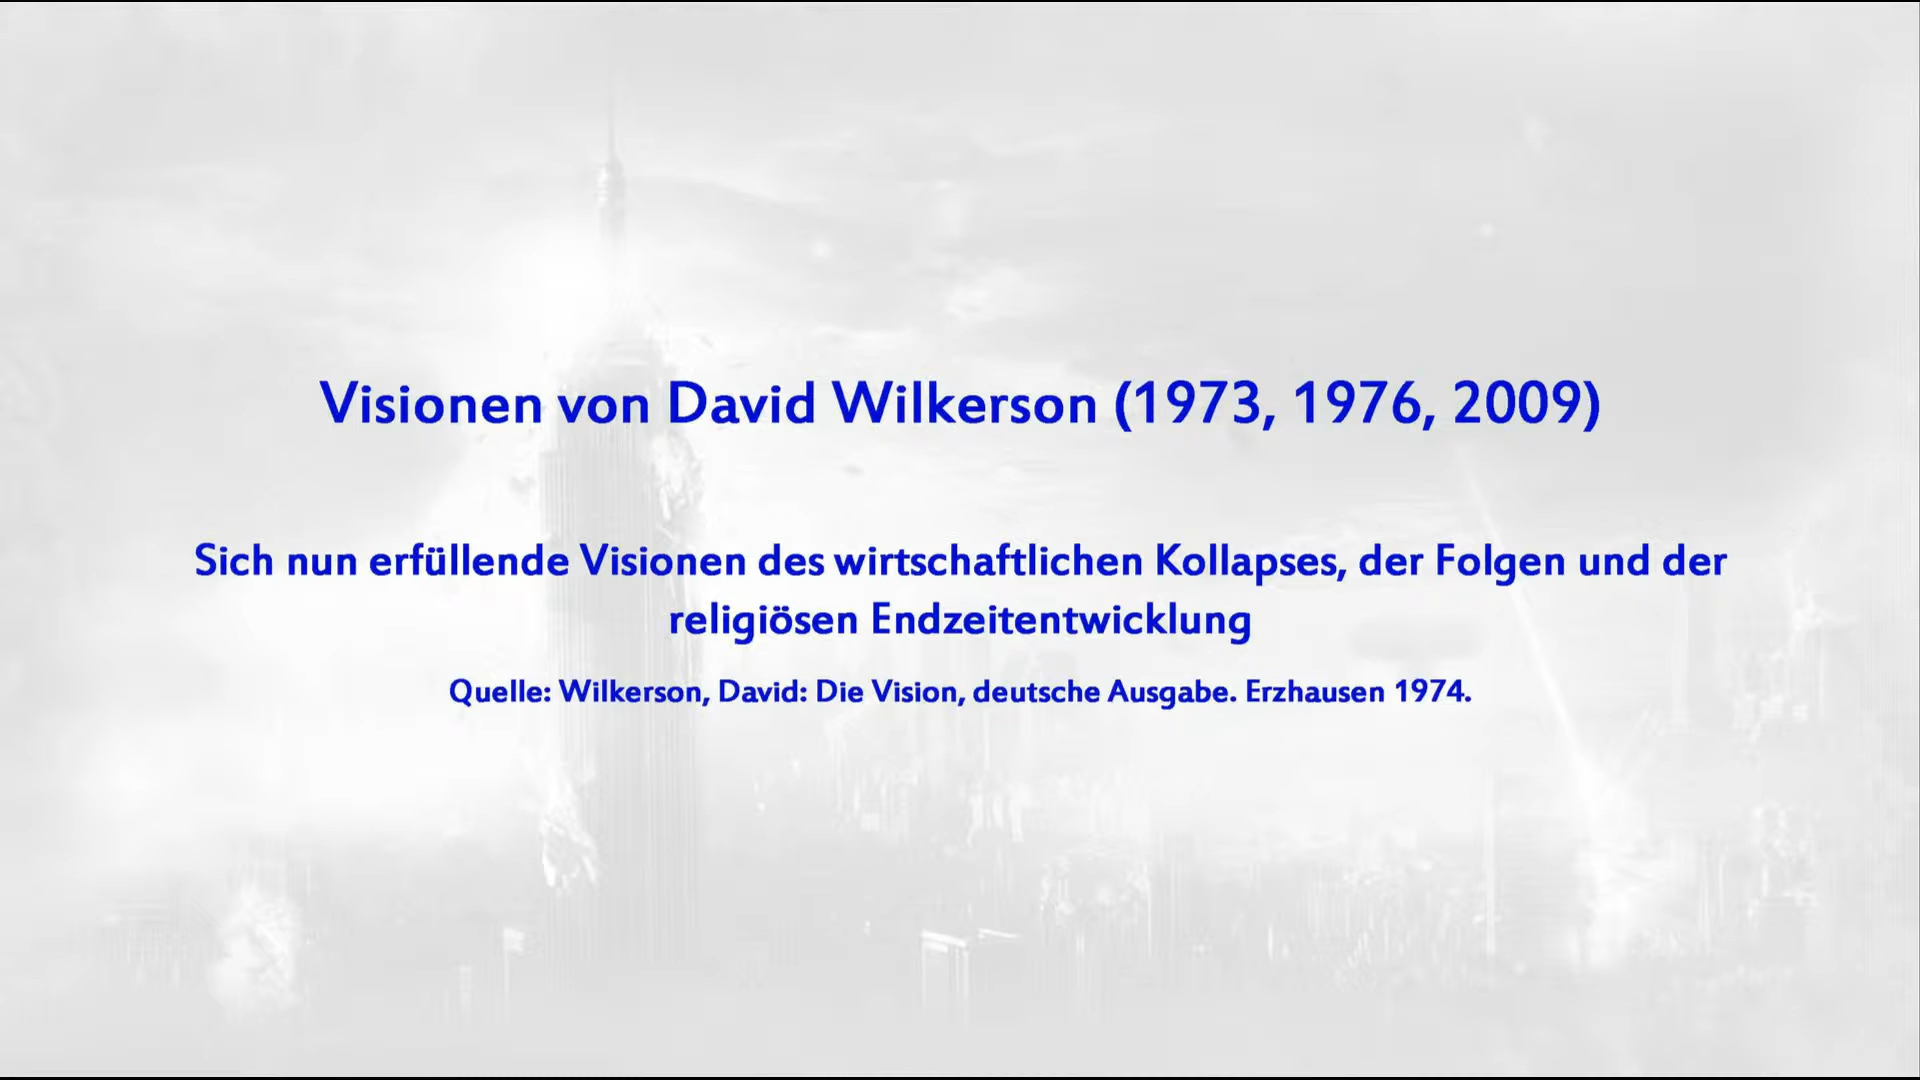 Visionen von David Wilkerson (1973, 1976, 2009)
Sich nun erfüllende Visionen des wirtschaftlichen Kollapses, der Folgen und der
religiösen Endzeitentwicklung
Quelle: Wilkerson, David: Die Vision, deutsche Ausgabe. Erzhausen 1974.